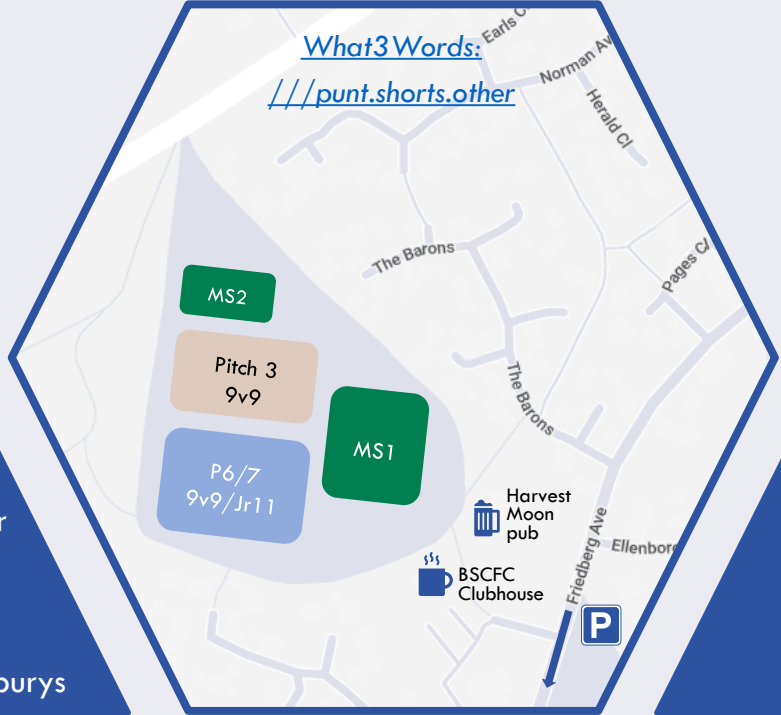 What3Words:
///punt.shorts.other
Norman Av
Herald Cl
The Barons
Pages Cl
MS2
Pitch 3
9v9
The Barons
MS1
P6/7
9v9/Jr11
Harvest
Moon
pub
BSCFC
Clubhouse
Friedberg Ave
P